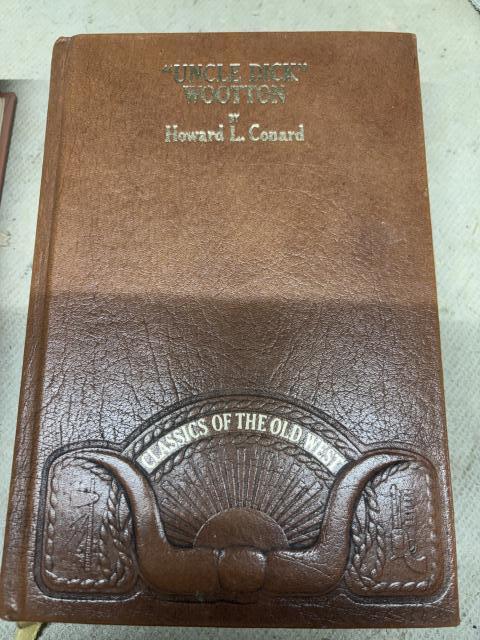 "UNCLE DICK"
WOOTTON
BY
Howard L. Conard
CLASSICS OF THE OLD WEST